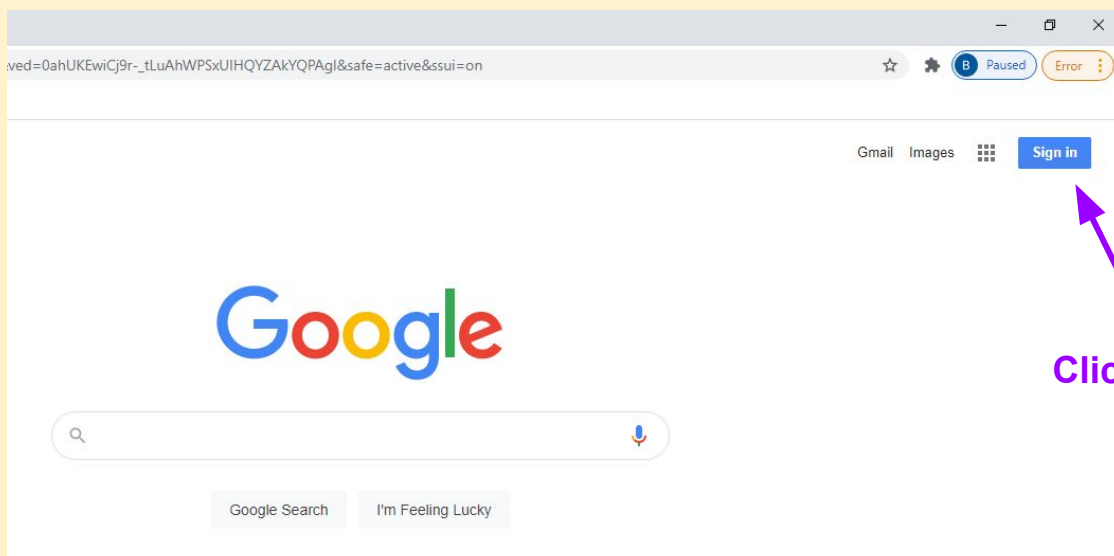 ved=0ahUKEwiCj9r-_tLuAhWPSxUIHQYZAkYQPAgI&safe=active&ssui=on
B Paused Error
Gmail Images Sign in
Google
Clic
Google Search I'm Feeling Lucky